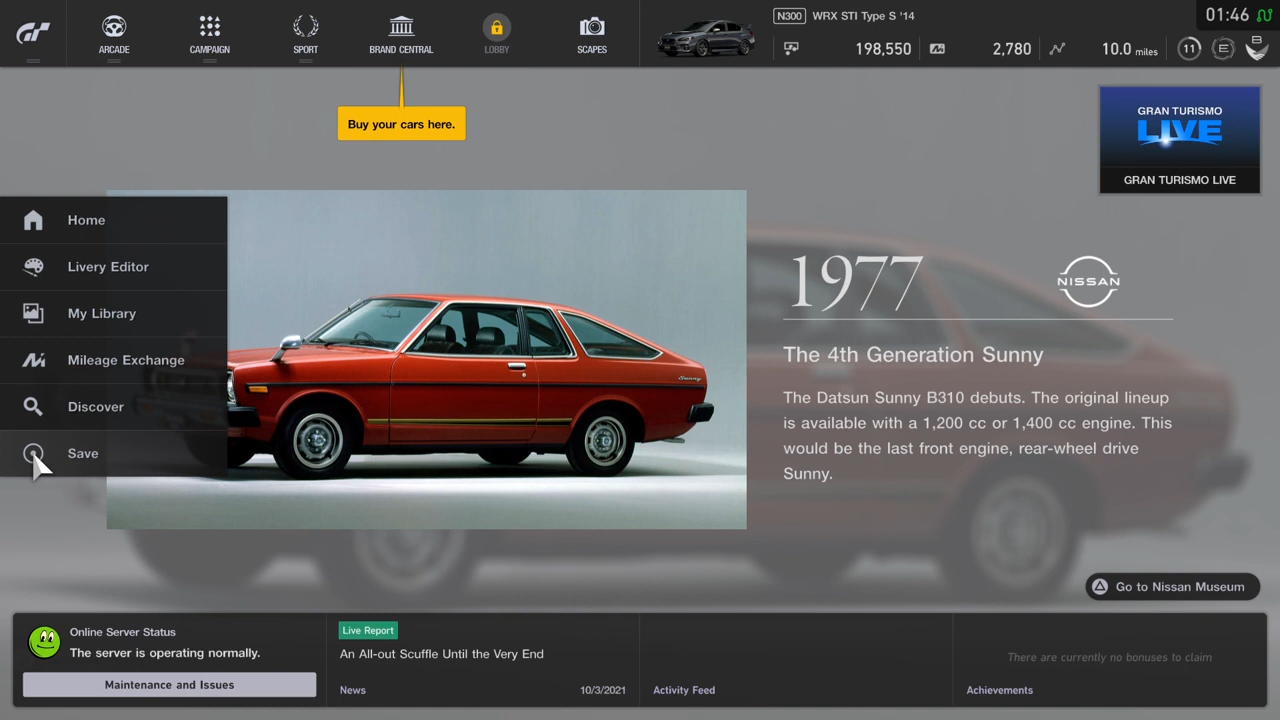 ARCADE
CAMPAIGN
SPORT
BRAND CENTRAL
LOBBY
SCAPES
N300 WRX STI Type S '14
198,550
2,780
10.0 miles
11
E
B
01:46
Buy your cars here.
GRAN TURISMO
LIVE
GRAN TURISMO LIVE
Home
Livery Editor
My Library
Mileage Exchange
Discover
Save
Sunny
1977
NISSAN
The 4th Generation Sunny
The Datsun Sunny B310 debuts. The original lineup
is available with a 1,200 cc or 1,400 cc engine. This
would be the last front engine, rear-wheel drive
Sunny.
Go to Nissan Museum
Online Server Status
The server is operating normally.
Maintenance and Issues
Live Report
An All-out Scuffle Until the Very End
News
10/3/2021
Activity Feed
There are currently no bonuses to claim
Achievements